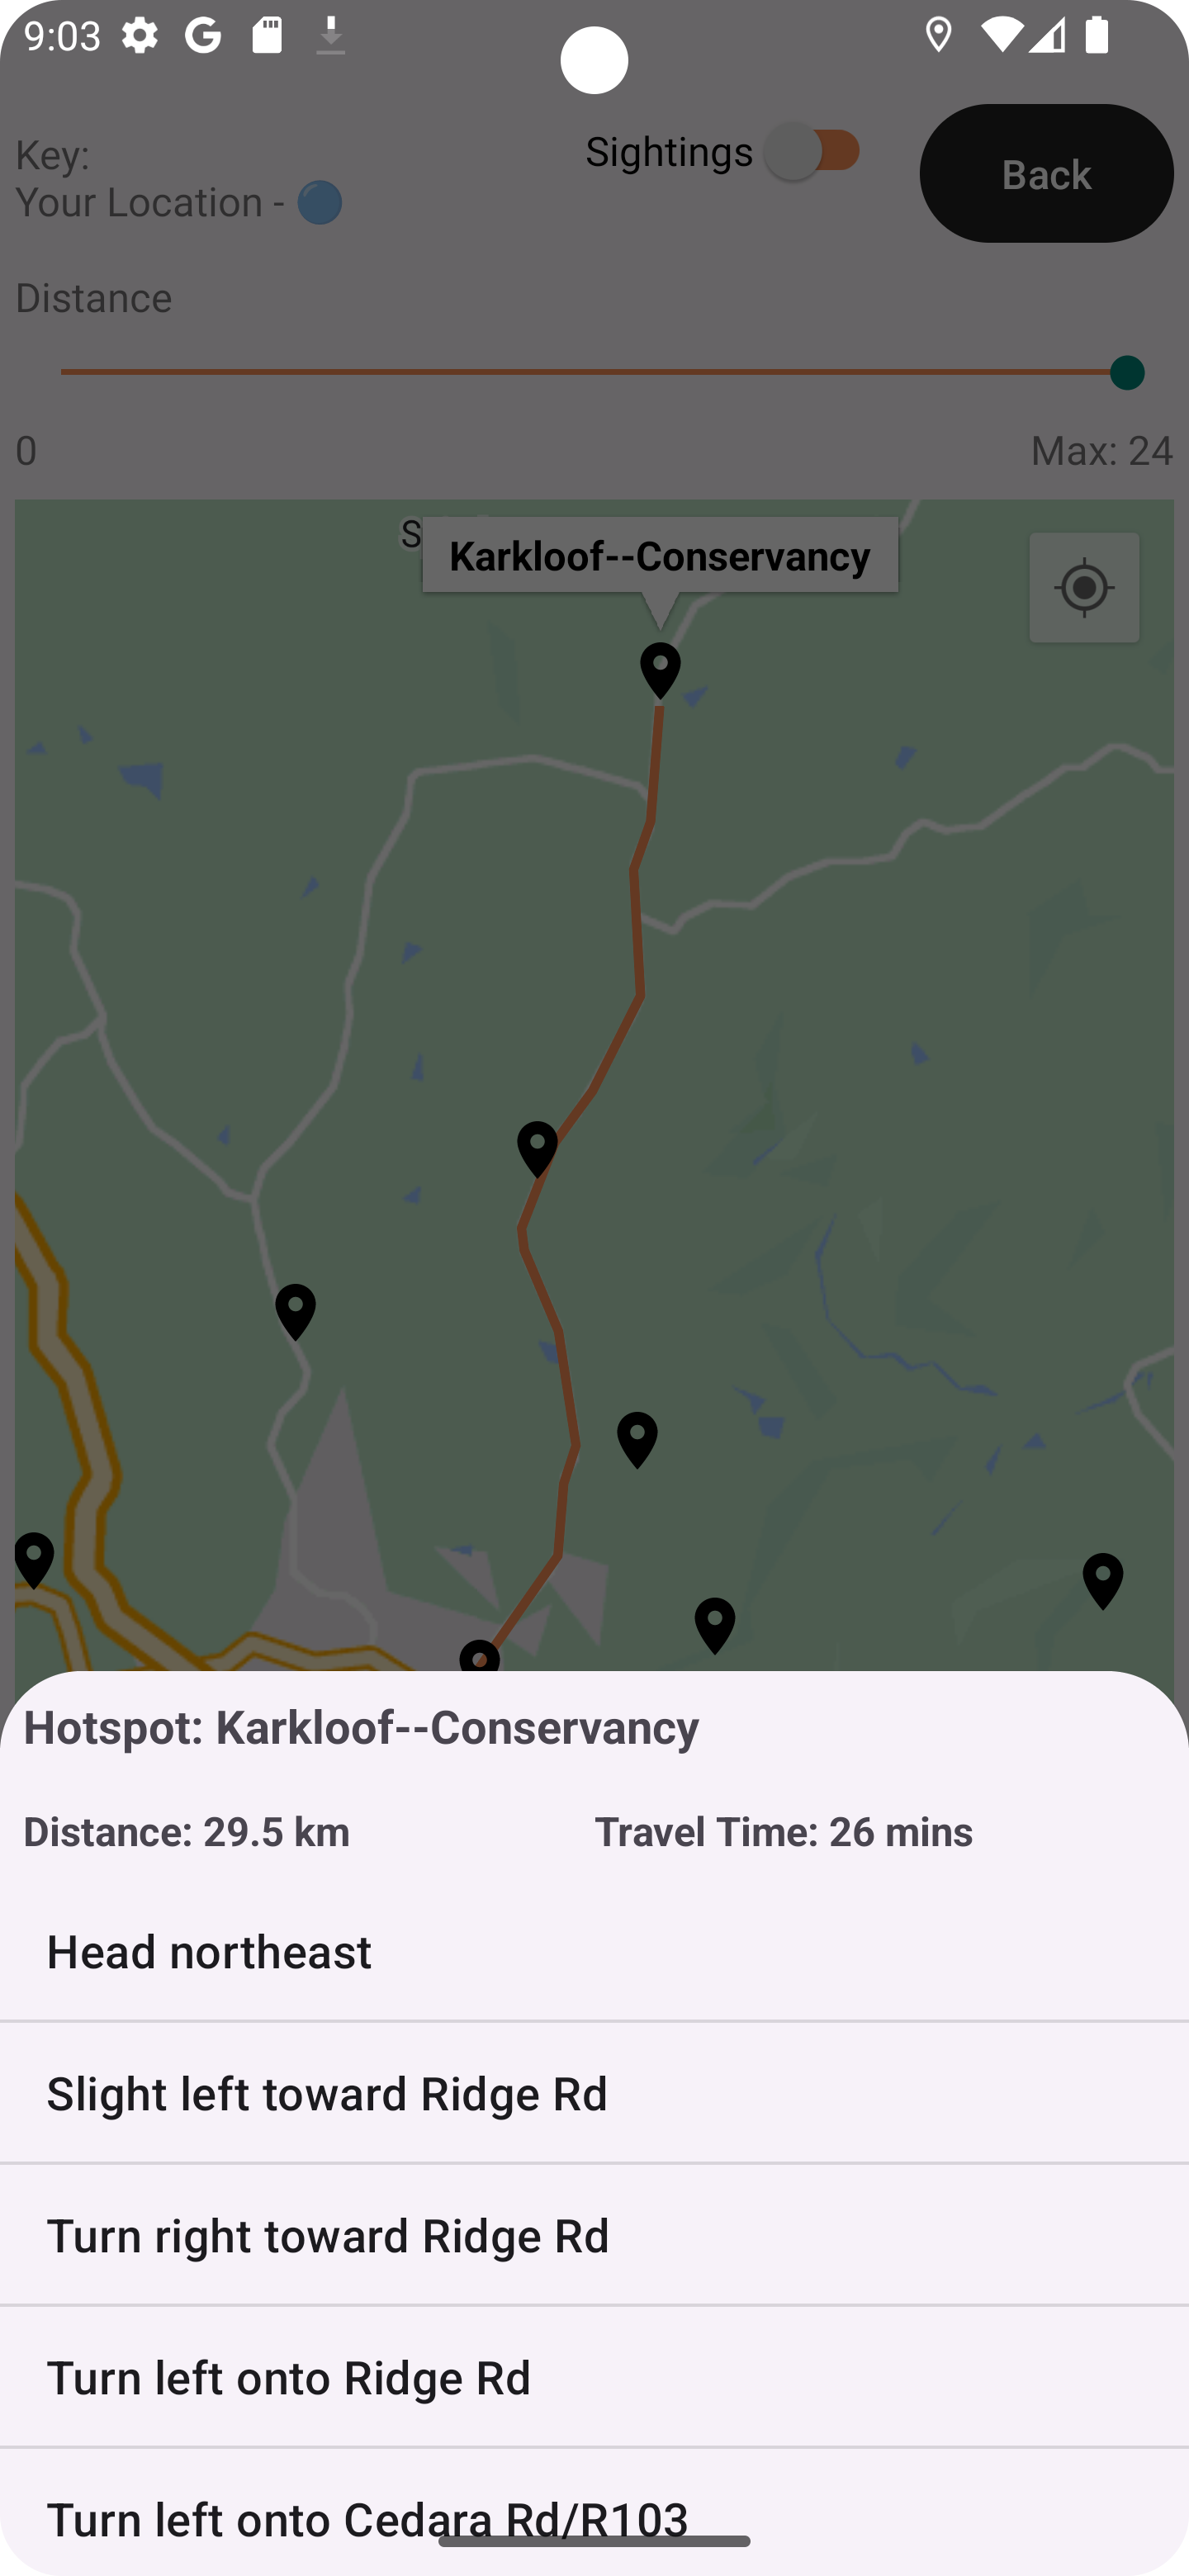 9:03
Key:
Your Location - 🔵
Sightings
Back
Distance
0
Max: 24
Karkloof--Conservancy
Hotspot: Karkloof--Conservancy
Distance: 29.5 km
Travel Time: 26 mins
Head northeast
Slight left toward Ridge Rd
Turn right toward Ridge Rd
Turn left onto Ridge Rd
Turn left onto Cedara Rd/R103